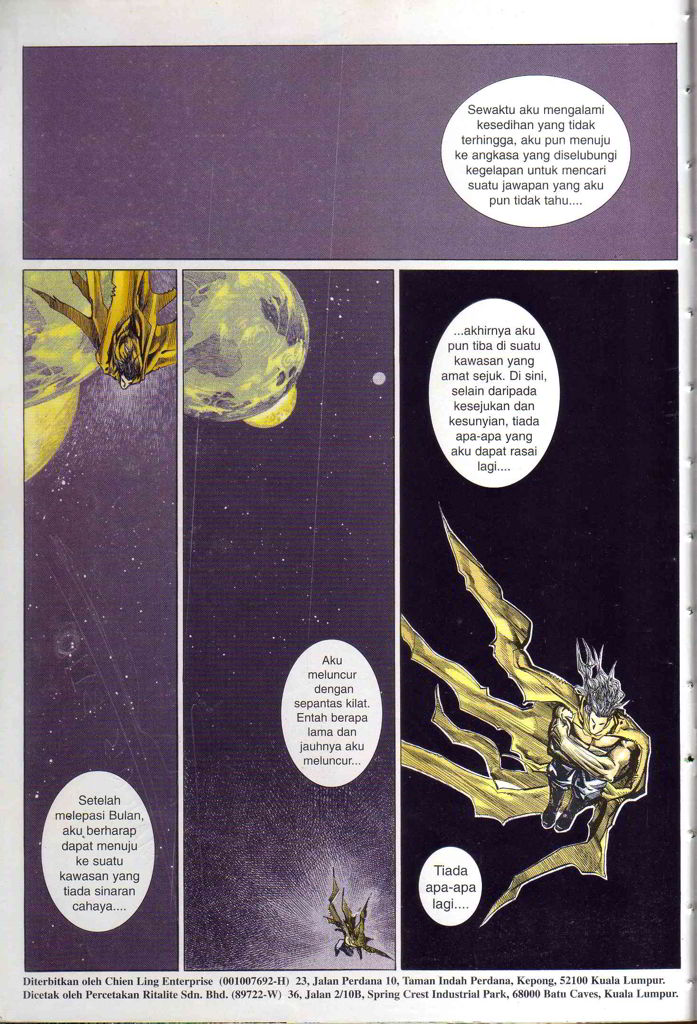 Sewaktu aku mengalami
kesedihan yang tidak
terhingga, aku pun menuju
ke angkasa yang diselubungi
kegelapan untuk mencari
suatu jawapan yang aku
pun tidak tahu....
Setelah
melepasi Bulan,
aku berharap
dapat menuju
ke suatu
kawasan yang
tiada sinaran
cahaya....
Aku
meluncur
dengan
sepantas kilat.
Entah berapa
lama dan
jauhnya aku
meluncur...
...akhirnya aku
pun tiba di suatu
kawasan yang
amat sejuk. Di sini,
selain daripada
kesejukan dan
kesunyian, tiada
apa-apa yang
aku dapat rasai
lagi....
Tiada
apa-apa
lagi....
Diterbitkan oleh Chien Ling Enterprise (001007692-H) 23, Jalan Perdana 10, Taman Indah Perdana, Kepong, 52100 Kuala Lumpur.
Dicetak oleh Percetakan Ritalite Sdn. Bhd. (89722-W) 36, Jalan 2/10B, Spring Crest Industrial Park, 68000 Batu Caves, Kuala Lumpur.